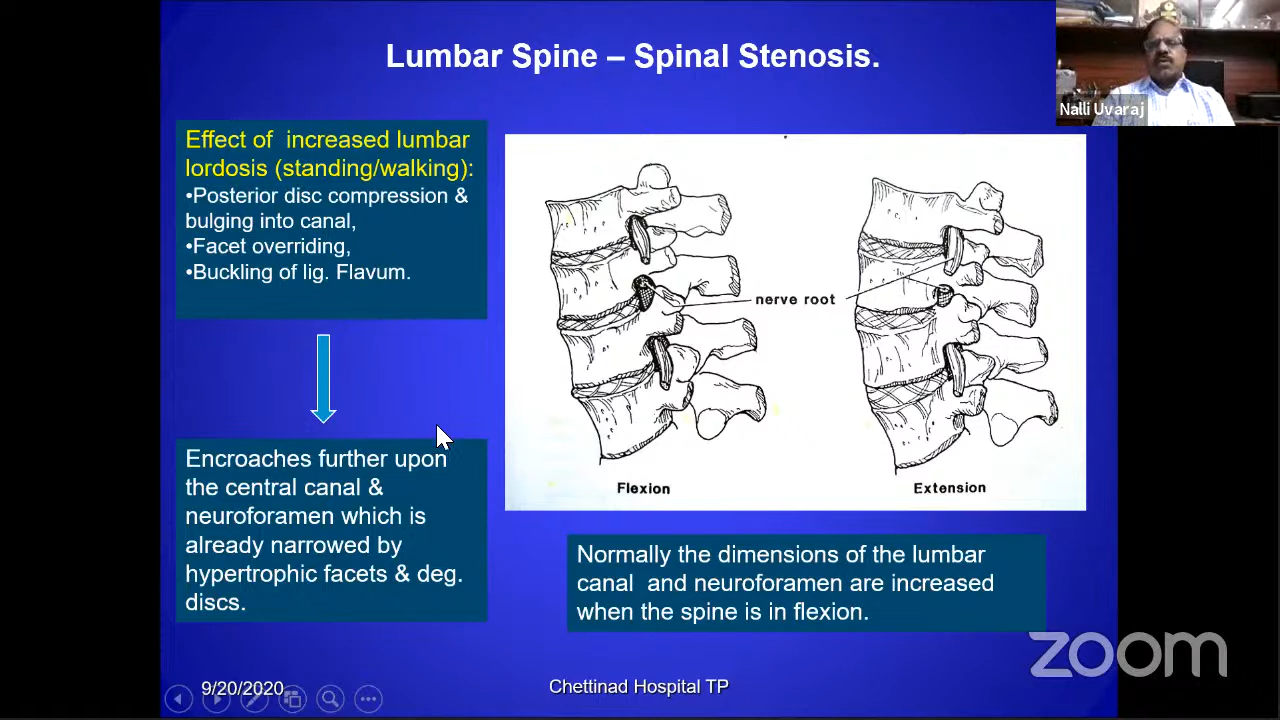 Lumbar Spine – Spinal Stenosis.
Nalli Uvaraj
Effect of increased lumbar
lordosis (standing/walking):
•Posterior disc compression &
bulging into canal,
•Facet overriding,
•Buckling of lig. Flavum.
nerve root
Flexion
Extension
Encroaches further upon
the central canal &
neuroforamen which is
already narrowed by
hypertrophic facets & deg.
discs.
Normally the dimensions of the lumbar
canal and neuroforamen are increased
when the spine is in flexion.
zoom
9/20/2020
Chettinad Hospital TP